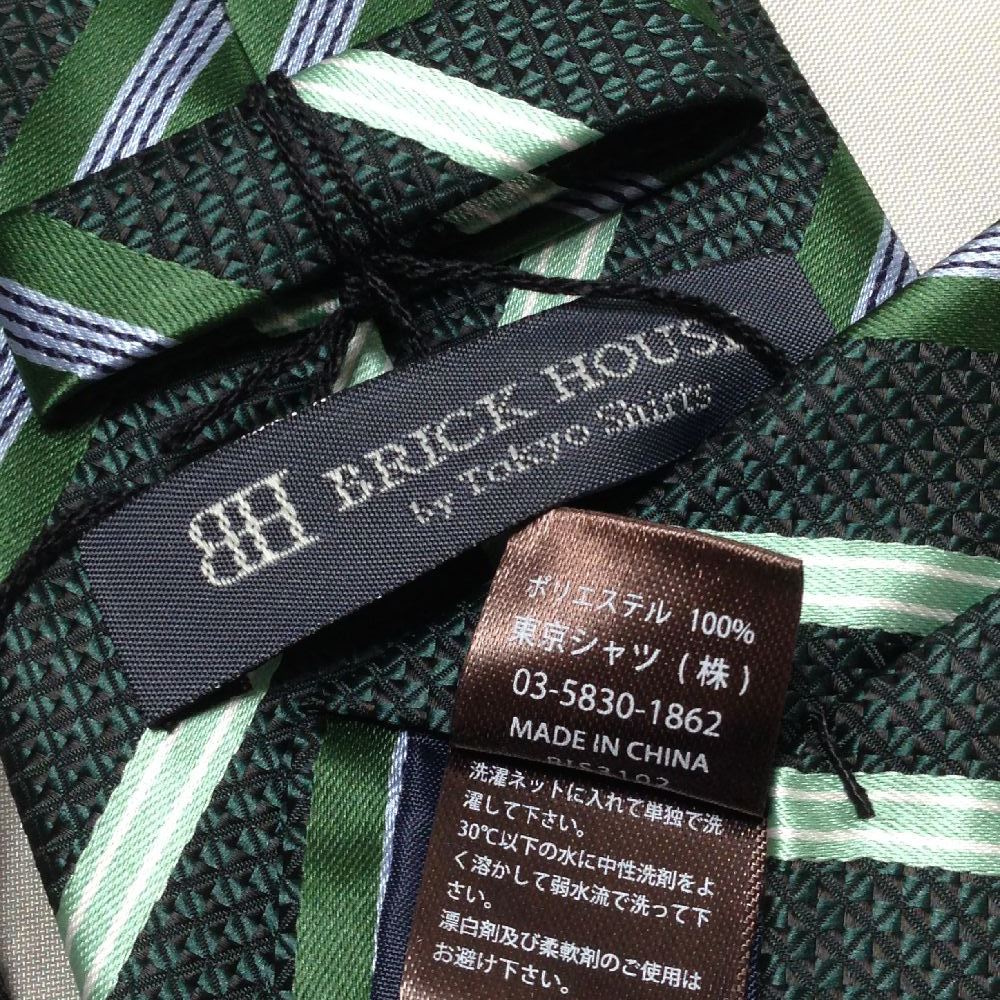 BH BRICK HOUS
by Tokyo Shirts
ポリエステル 100%
東京シャツ(株)
03-5830-1862
MADE IN CHINA
洗濯ネットに入れて単独で洗
濯して下さい。
30℃以下の水に中性洗剤をよ
く溶かして弱水流で洗って下
さい。
漂白剤及び柔軟剤のご使用は
お避け下さい。